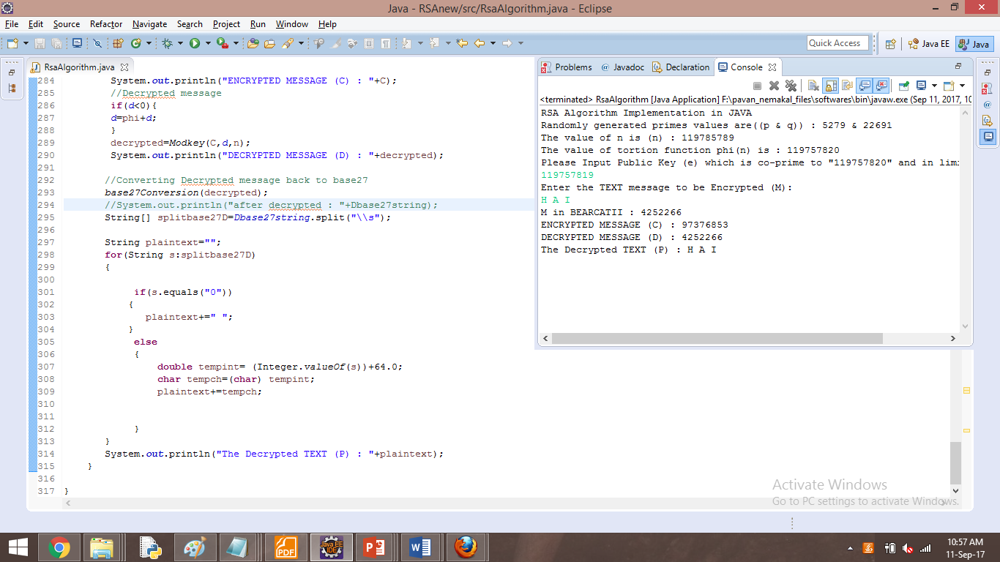 Java - RSAnew/src/RsaAlgorithm.java - Eclipse
File Edit Source Refactor Navigate Search Project Run Window Help
Quick Access Java EE Java
RsaAlgorithm.java
284 System.out.println("ENCRYPTED MESSAGE (C) : "+C);
285 //Decrypted message
286 if(d<0){
287 d=phi+d;
288 }
289 decrypted=Modkey(C,d,n);
290 System.out.println("DECRYPTED MESSAGE (D) : "+decrypted);
291
292 //Converting Decrypted message back to base27
293 base27Conversion(decrypted);
294 //System.out.println("after decrypted : "+Dbase27string);
295 String[] splitbase27D=Dbase27string.split("\\s");
296
297 String plaintext="";
298 for(String s:splitbase27D)
299 {
300
301 if(s.equals("0"))
302 {
303 plaintext+=" ";
304 }
305 else
306 {
307 double tempint= (Integer.valueOf(s))+64.0;
308 char tempch=(char) tempint;
309 plaintext+=tempch;
310
311
312 }
313 }
314 System.out.println("The Decrypted TEXT (P) : "+plaintext);
315 }
316
317 }
Problems @ Javadoc Declaration Console
<terminated> RsaAlgorithm [Java Application] F:\pavan_nemakal_files\softwares\bin\javaw.exe (Sep 11, 2017, 10
RSA Algorithm Implementation in JAVA
Randomly generated primes values are((p & q)) : 5279 & 22691
The value of n is (n) : 119785789
The value of tortion function phi(n) is : 119757820
Please Input Public Key (e) which is co-prime to "119757820" and in limi
119757819
Enter the TEXT message to be Encrypted (M):
H A I
M in BEARCATII : 4252266
ENCRYPTED MESSAGE (C) : 97376853
DECRYPTED MESSAGE (D) : 4252266
The Decrypted TEXT (P) : H A I
Activate Windows
Go to PC settings to activate Windows.
PDF
Java EE
IDE
10:57 AM
11-Sep-17